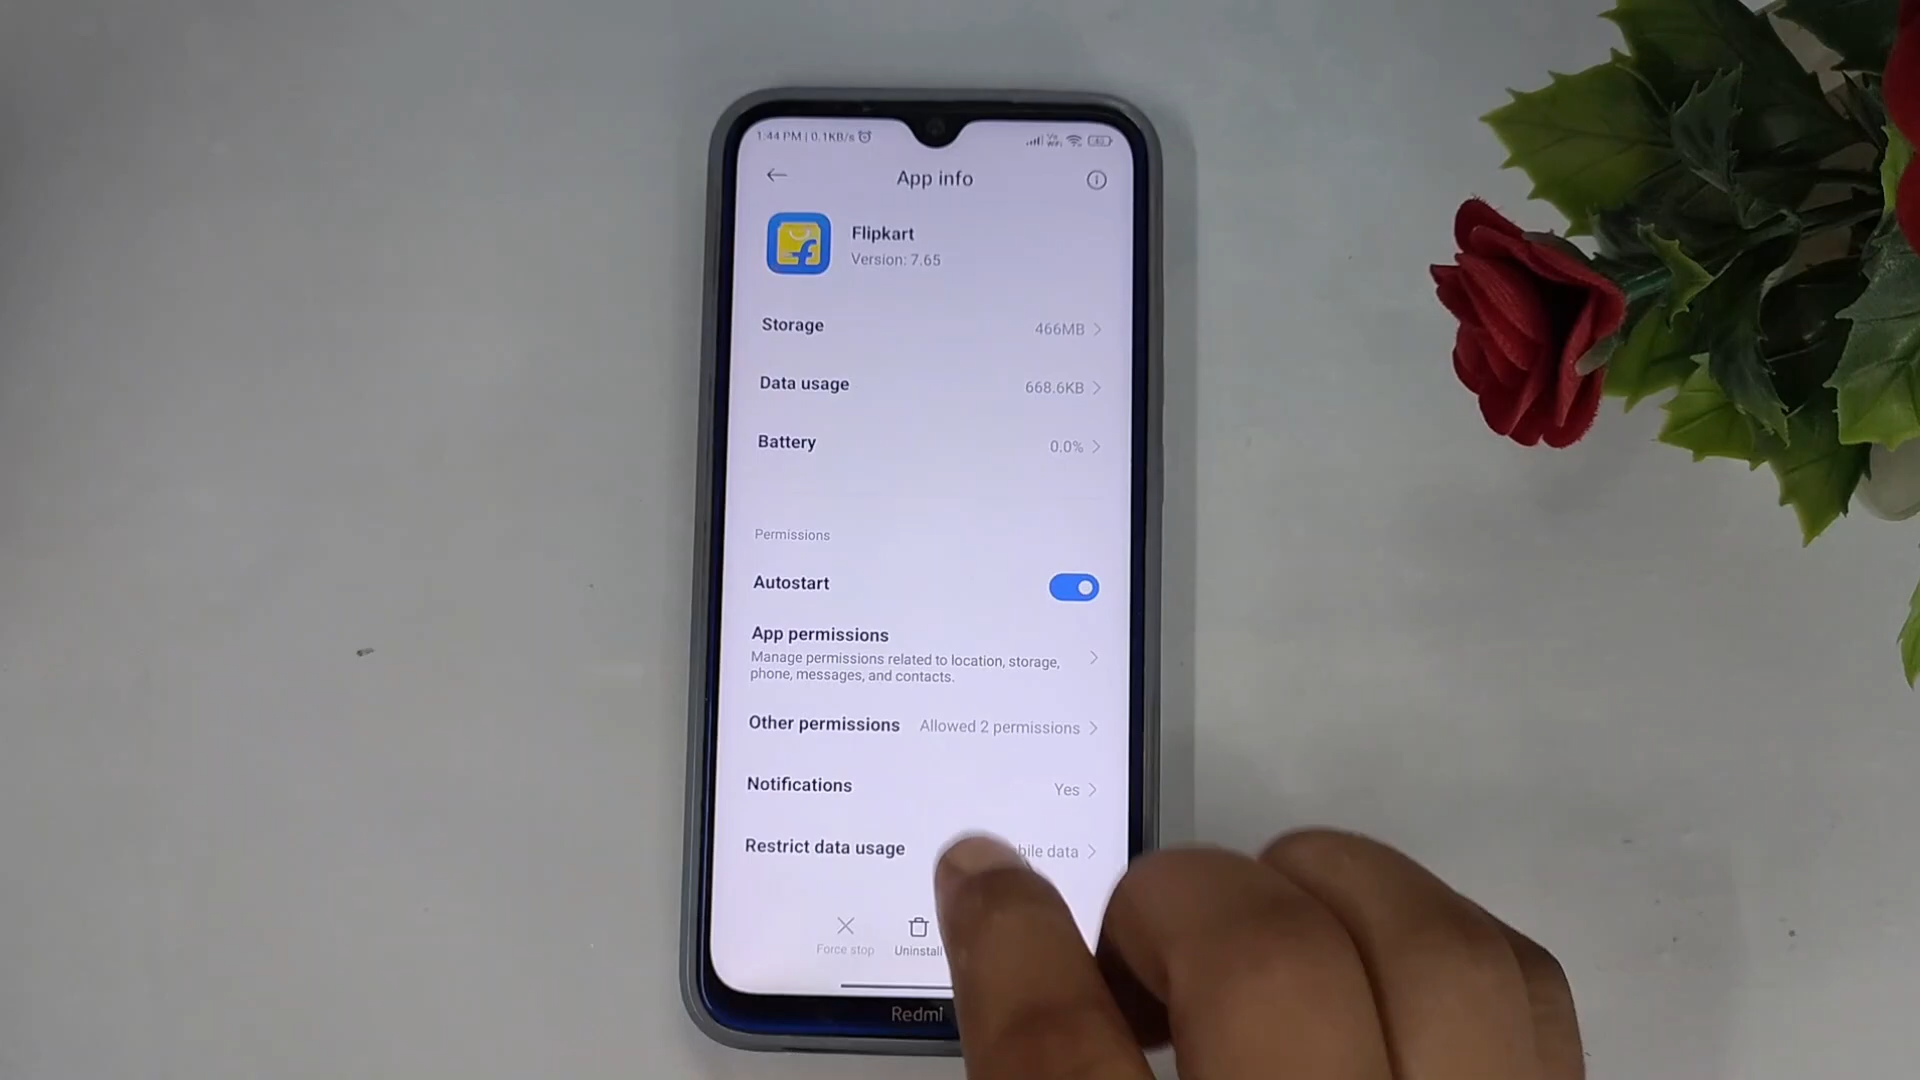 1:44 PM | 0.1KB/s
App info
Flipkart
Version: 7.65
Storage 466MB
Data usage 668.6KB
Battery 0.0%
Permissions
Autostart
App permissions
Manage permissions related to location, storage,
phone, messages, and contacts.
Other permissions Allowed 2 permissions
Notifications Yes
Restrict data usage bile data
Force stop Uninstall
Redmi